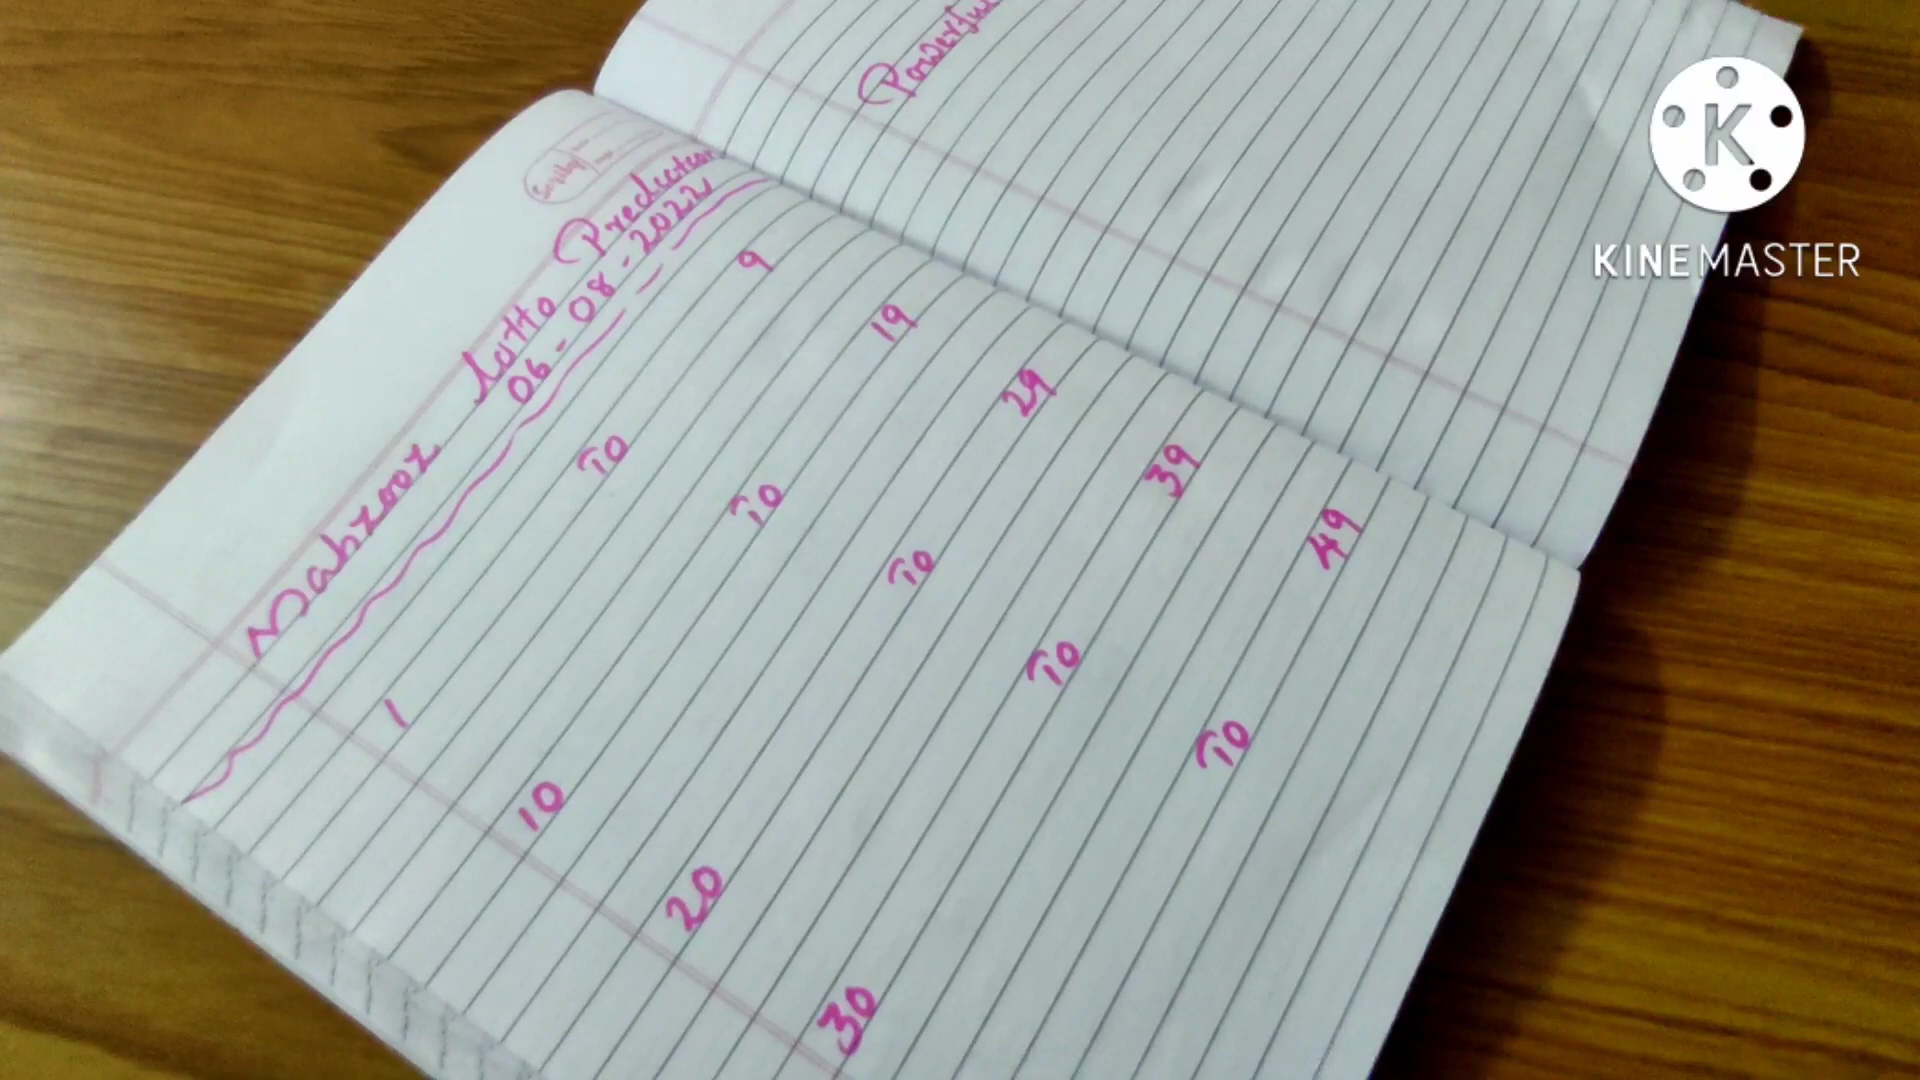 Powerful
Mahzooz Lotto Prediction
06-08-2022
1 To 9
10 To 19
20 To 29
30 To 39
To 49
KINEMASTER